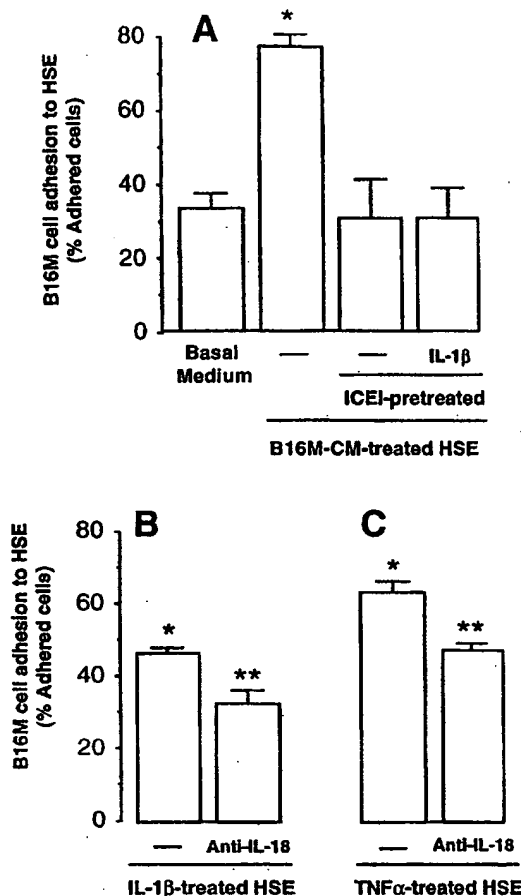 A
B16M cell adhesion to HSE
(% Adhered cells)
80
60
40
20
0
*
Basal
Medium
—
—
IL-1β
ICEI-pretreated
B16M-CM-treated HSE
B
C
B16M cell adhesion to HSE
(% Adhered cells)
80
60
40
20
0
*
**
*
**
—
Anti-IL-18
—
Anti-IL-18
IL-1β-treated HSE
TNFα-treated HSE